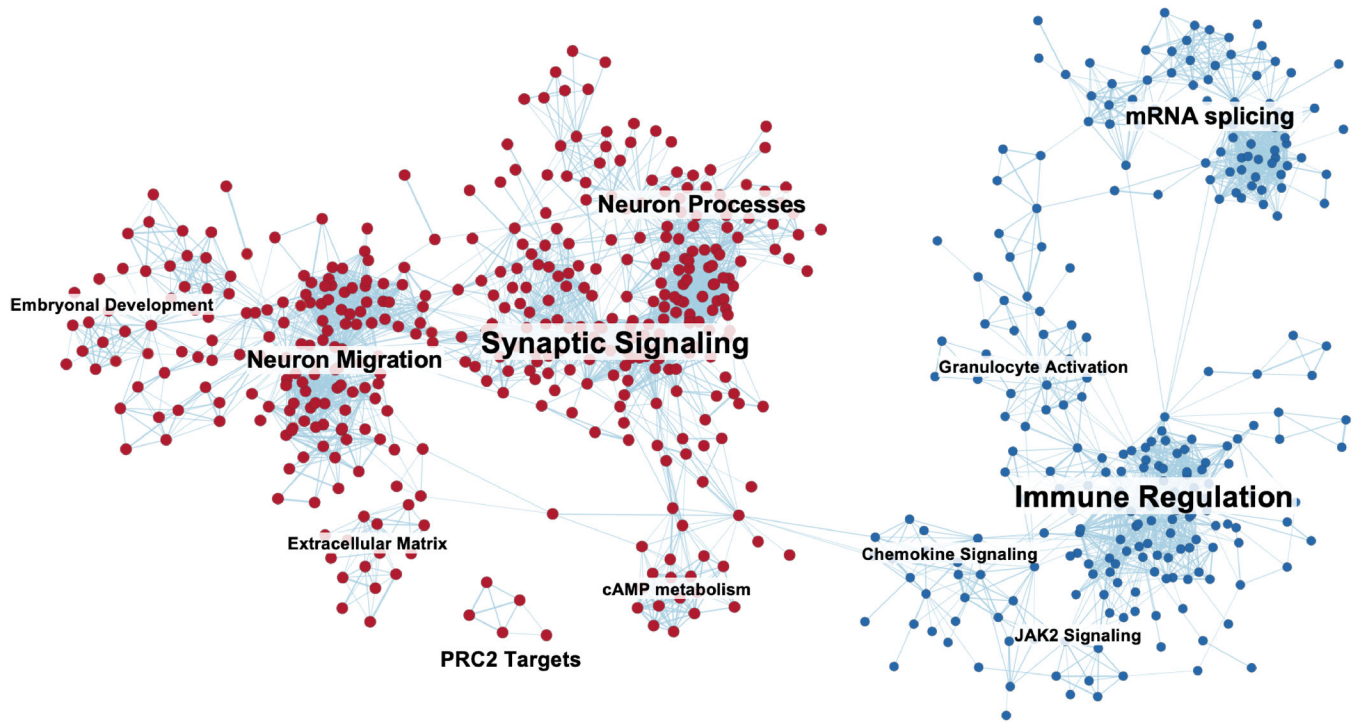 mRNA splicing
Neuron Processes
Embryonal Development
Synaptic Signaling
Neuron Migration
Granulocyte Activation
Immune Regulation
Extracellular Matrix
Chemokine Signaling
cAMP metabolism
JAK2 Signaling
PRC2 Targets